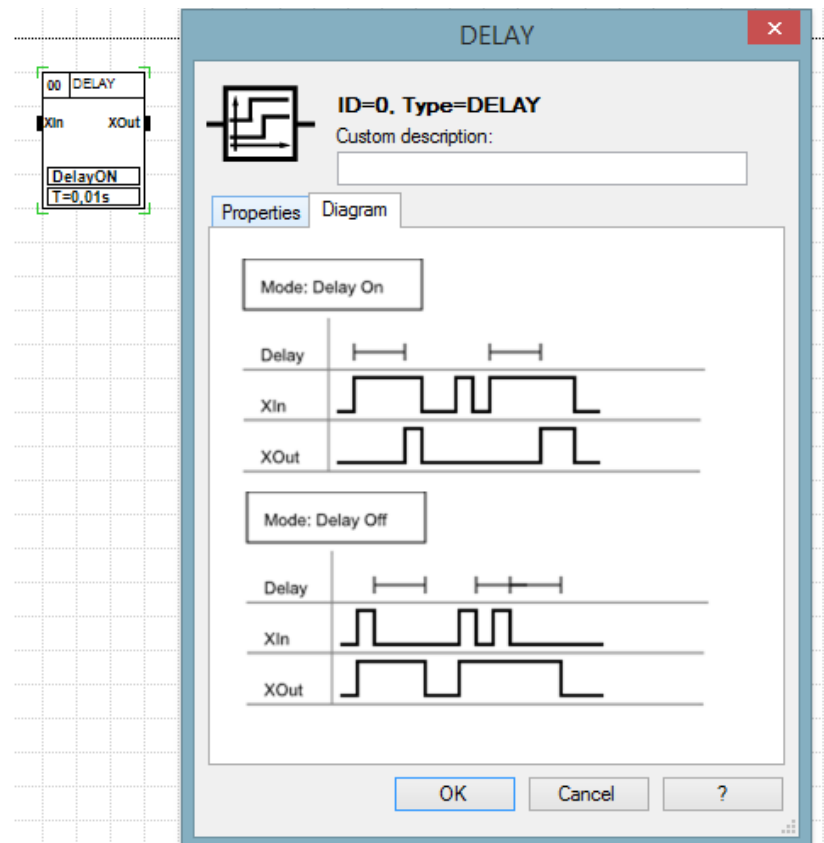 DELAY
00 DELAY
XIn XOut
DelayON
T=0,01s
ID=0, Type=DELAY
Custom description:
Properties Diagram
Mode: Delay On
Delay
XIn
XOut
Mode: Delay Off
Delay
XIn
XOut
OK Cancel ?